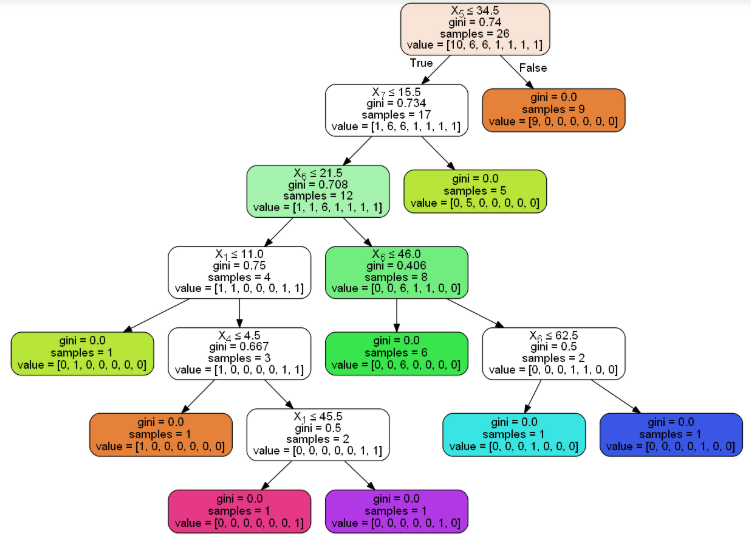 X₅ ≤ 34.5
gini = 0.74
samples = 26
value = [10, 6, 6, 1, 1, 1, 1]
True
False
X₇ ≤ 15.5
gini = 0.734
samples = 17
value = [1, 6, 6, 1, 1, 1, 1]
gini = 0.0
samples = 9
value = [9, 0, 0, 0, 0, 0, 0]
X₆ ≤ 21.5
gini = 0.708
samples = 12
value = [1, 1, 6, 1, 1, 1, 1]
gini = 0.0
samples = 5
value = [0, 5, 0, 0, 0, 0, 0]
X₁ ≤ 11.0
gini = 0.75
samples = 4
value = [1, 1, 0, 0, 0, 1, 1]
X₆ ≤ 46.0
gini = 0.406
samples = 8
value = [0, 0, 6, 1, 1, 0, 0]
gini = 0.0
samples = 1
value = [0, 1, 0, 0, 0, 0, 0]
X₄ ≤ 4.5
gini = 0.667
samples = 3
value = [1, 0, 0, 0, 0, 1, 1]
gini = 0.0
samples = 6
value = [0, 0, 6, 0, 0, 0, 0]
≤ 62.5
gini = 0.5
samples = 2
value = [0, 0, 0, 1, 1, 0, 0]
gini = 0.0
samples = 1
value = [1, 0, 0, 0, 0, 0, 0]
X₁ ≤ 45.5
gini = 0.5
samples = 2
value = [0, 0, 0, 0, 0, 1, 1]
gini = 0.0
samples = 1
value = [0, 0, 0, 1, 0, 0, 0]
gini = 0.0
samples = 1
value = [0, 0, 0, 0, 1, 0, 0]
gini = 0.0
samples = 1
value = [0, 0, 0, 0, 0, 0, 1]
gini = 0.0
samples = 1
value = [0, 0, 0, 0, 0, 1, 0]